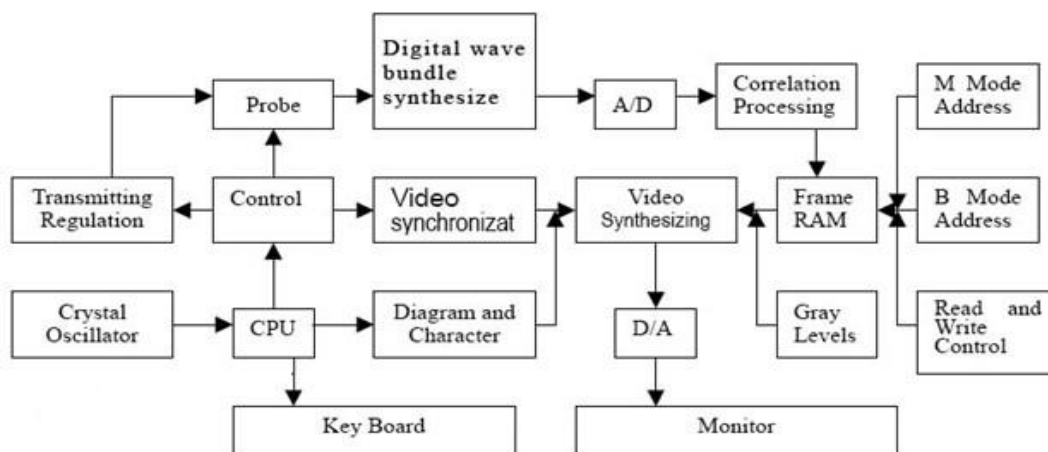 Digital wave
bundle
synthesize
Probe
A/D
Correlation
Processing
M Mode
Address
Transmitting
Regulation
Control
Video
synchronizat
Video
Synthesizing
Frame
RAM
B Mode
Address
Crystal
Oscillator
CPU
Diagram and
Character
D/A
Gray
Levels
Read and
Write
Control
Key Board
Monitor